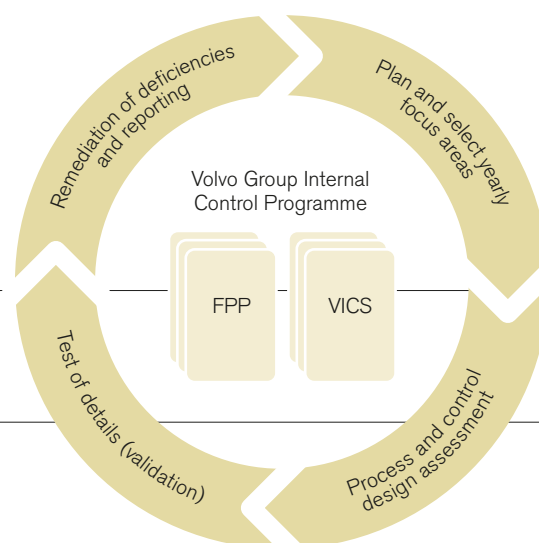 Remediation of deficiencies
and reporting
Plan and select yearly
focus areas
Volvo Group Internal
Control Programme
FPP
VICS
Test of details (validation)
Process and control
design assessment